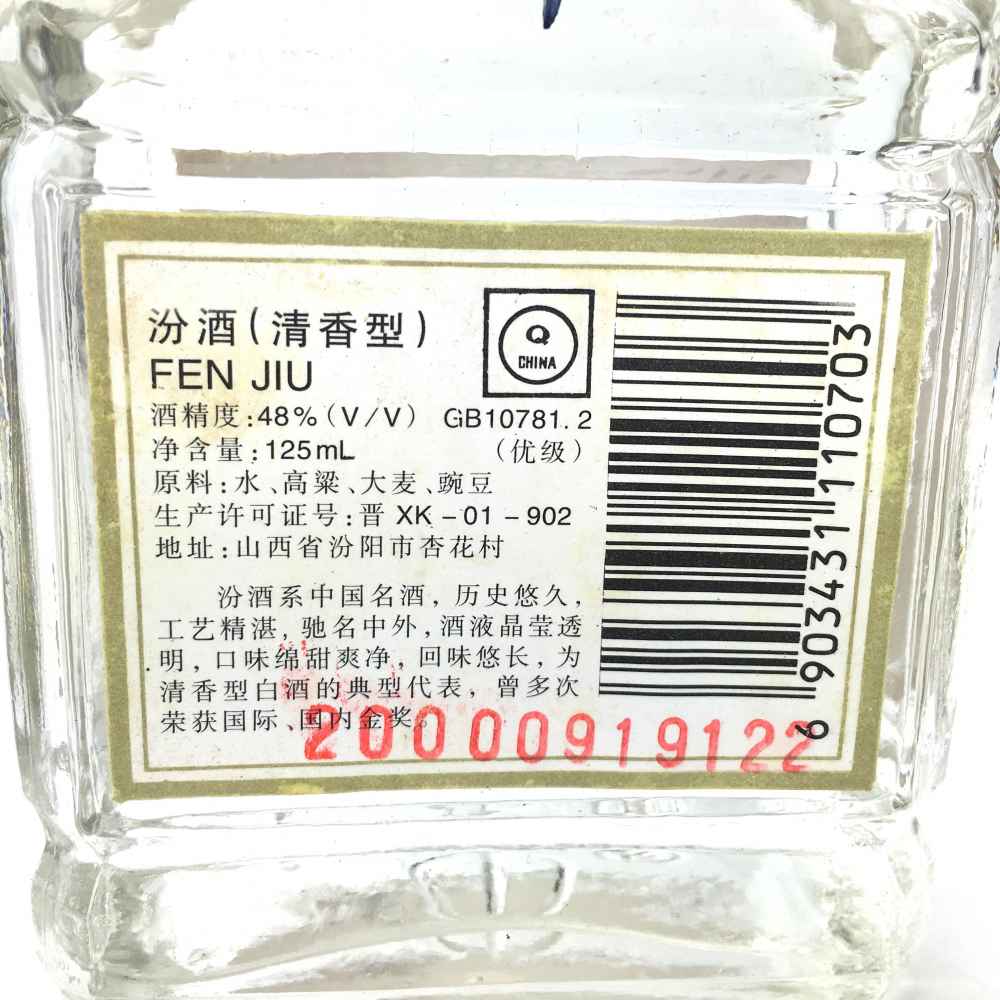 汾酒(清香型)
FEN JIU
Q
CHINA
酒精度:48%(V/V) GB10781.2
净含量:125mL (优级)
原料:水、高粱、大麦、豌豆
生产许可证号:晋 XK-01-902
地址:山西省汾阳市杏花村
汾酒系中国名酒,历史悠久,
工艺精湛,驰名中外,酒液晶莹透
明,口味绵甜爽净,回味悠长,为
清香型白酒的典型代表,曾多次
荣获国际、国内金奖。
20000919122
6 903431 110703